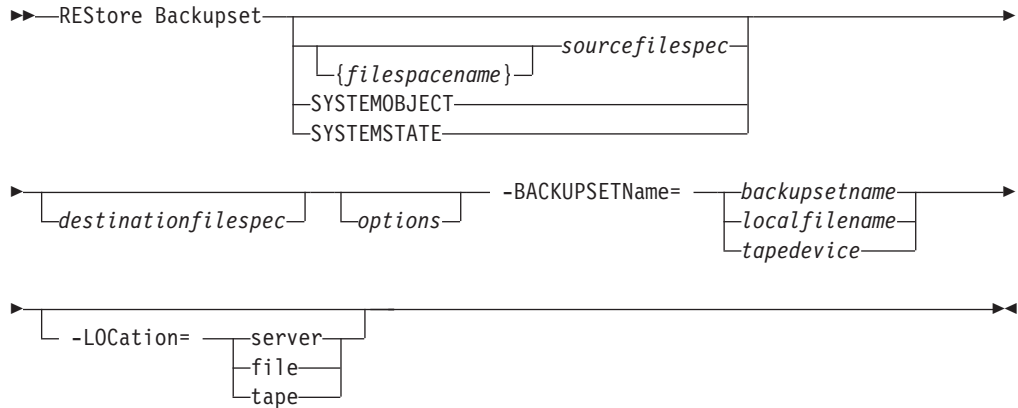 REStore Backupset
sourcefilespec
{filespacename}
SYSTEMOBJECT
SYSTEMSTATE
-BACKUPSETName= backupsetname
destinationfilespec options localfilename
tapedevice
-LOCation= server
file
tape